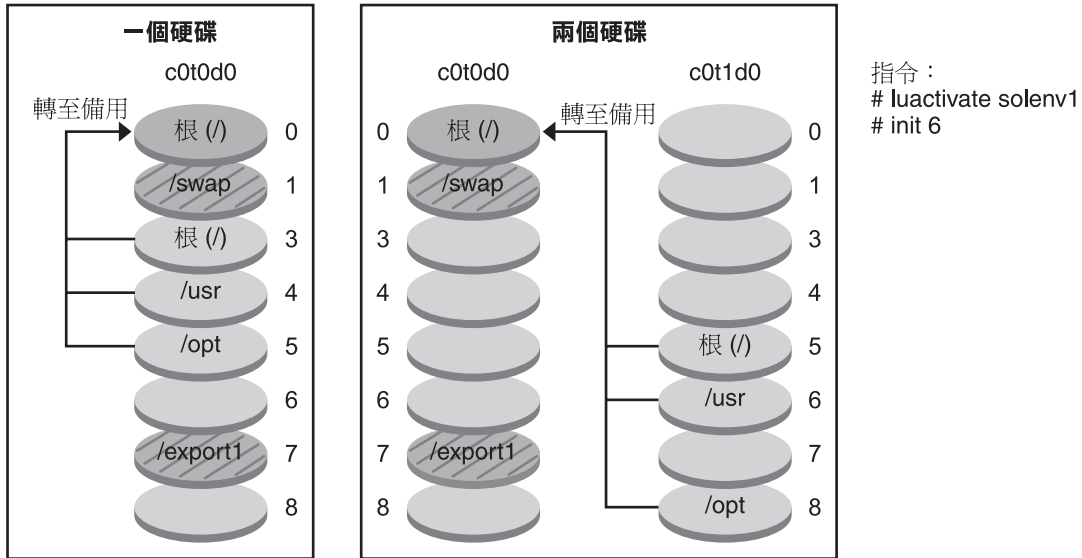 一個硬碟
c0t0d0
轉至備用
根 (/) 0
/swap 1
根 (/) 3
/usr 4
/opt 5
6
/export1 7
8
兩個硬碟
c0t0d0
0 根 (/)
1 /swap
3
4
5
6
7 /export1
8
轉至備用
c0t1d0
0
1
3
4
根 (/) 5
/usr 6
7
/opt 8
指令：
# luactivate solenv1
# init 6